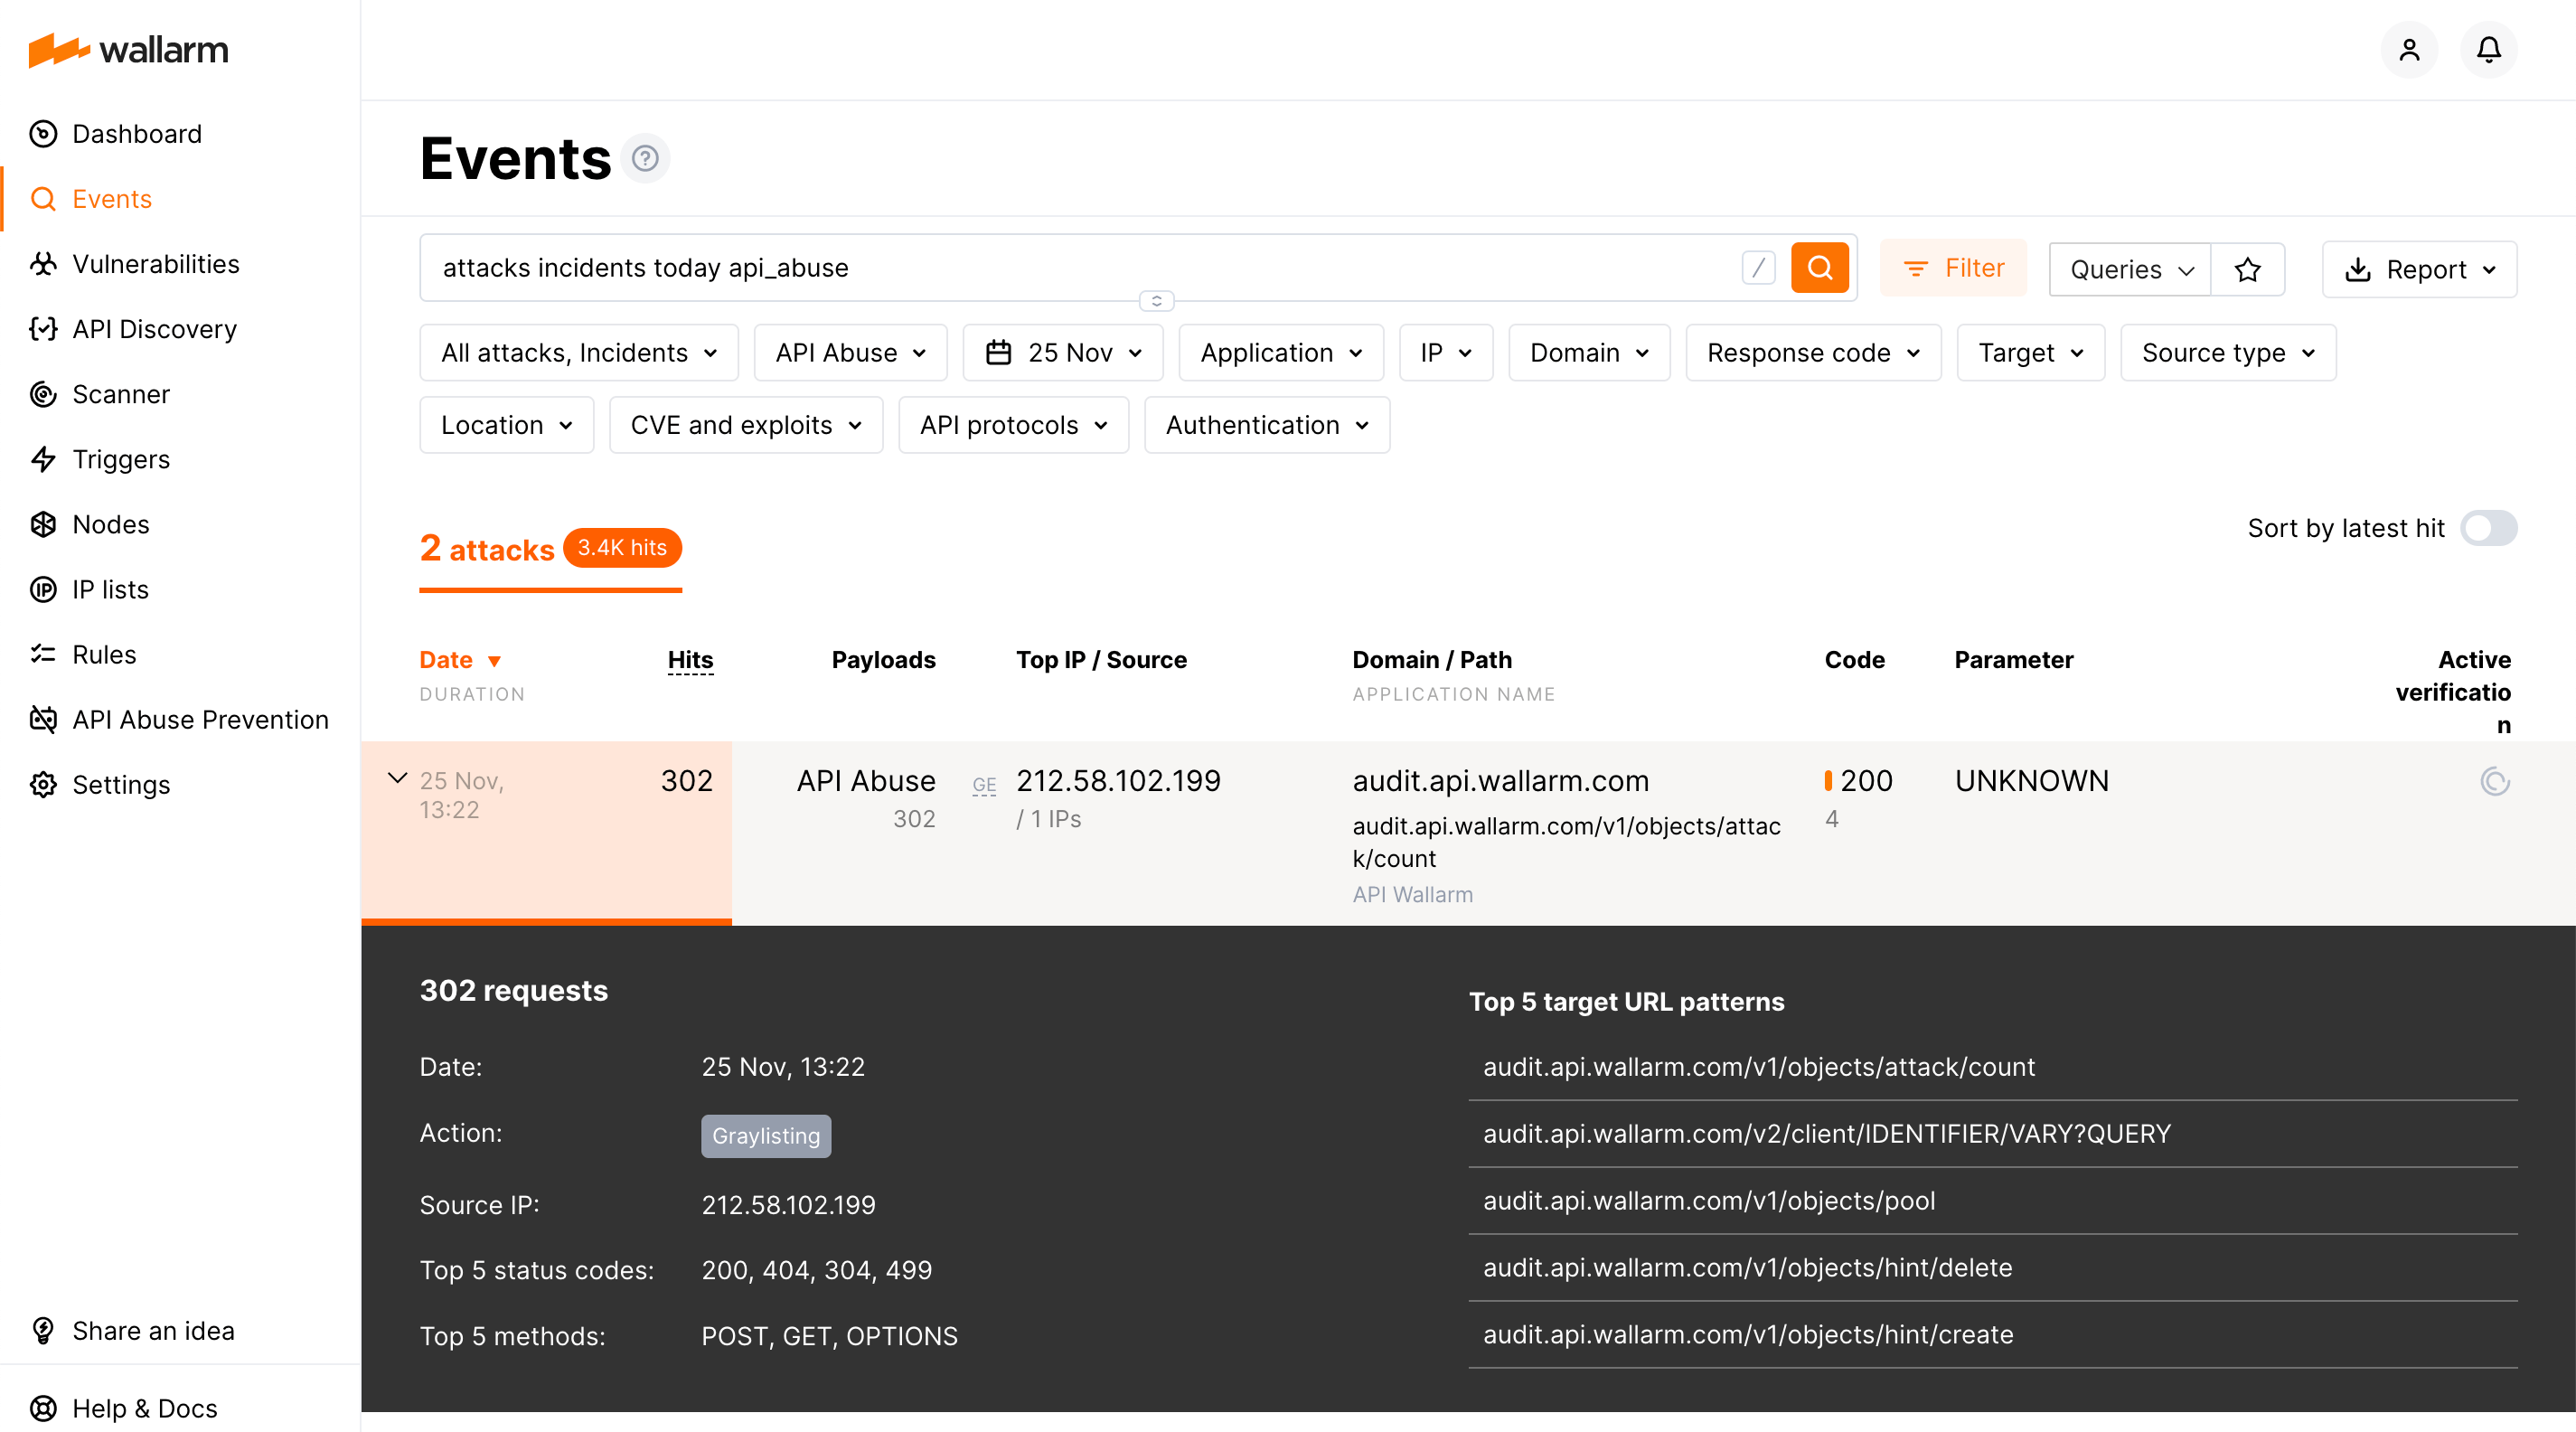 wallarm
Dashboard
Events
Vulnerabilities
API Discovery
Scanner
Triggers
Nodes
IP lists
Rules
API Abuse Prevention
Settings
Share an idea
Help & Docs
Events
attacks incidents today api_abuse
/
Filter
Queries
Report
All attacks, Incidents
API Abuse
25 Nov
Application
IP
Domain
Response code
Target
Source type
Location
CVE and exploits
API protocols
Authentication
2 attacks 3.4K hits
Sort by latest hit
Date
DURATION
Hits
Payloads
Top IP / Source
Domain / Path
APPLICATION NAME
Code
Parameter
Active
verificatio
n
25 Nov,
13:22
302
API Abuse
302
GE
212.58.102.199
/ 1 IPs
audit.api.wallarm.com
audit.api.wallarm.com/v1/objects/attac
k/count
API Wallarm
200
4
UNKNOWN
302 requests
Date: 25 Nov, 13:22
Action: Graylisting
Source IP: 212.58.102.199
Top 5 status codes: 200, 404, 304, 499
Top 5 methods: POST, GET, OPTIONS
Top 5 target URL patterns
audit.api.wallarm.com/v1/objects/attack/count
audit.api.wallarm.com/v2/client/IDENTIFIER/VARY?QUERY
audit.api.wallarm.com/v1/objects/pool
audit.api.wallarm.com/v1/objects/hint/delete
audit.api.wallarm.com/v1/objects/hint/create